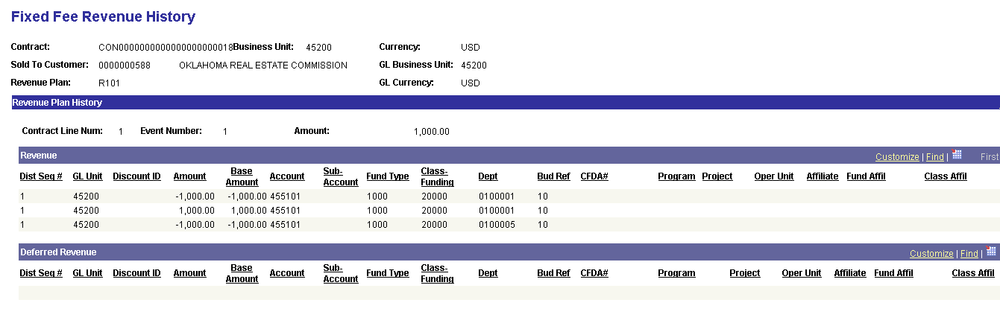 Fixed Fee Revenue History
Contract: CON0000000000000000000018 Business Unit: 45200 Currency: USD
Sold To Customer: 0000000588 OKLAHOMA REAL ESTATE COMMISSION GL Business Unit: 45200
Revenue Plan: R101 GL Currency: USD
Revenue Plan History
Contract Line Num: 1 Event Number: 1 Amount: 1,000.00
Revenue Customize | Find | First
Dist Seq # GL Unit Discount ID Amount Base Amount Account Sub-Account Fund Type Class-Funding Dept Bud Ref CFDA# Program Project Oper Unit Affiliate Fund Affil Class Affil
1 45200 -1,000.00 -1,000.00 455101 1000 20000 0100001 10
1 45200 1,000.00 1,000.00 455101 1000 20000 0100001 10
1 45200 -1,000.00 -1,000.00 455101 1000 20000 0100005 10
Deferred Revenue Customize | Find |
Dist Seq # GL Unit Discount ID Amount Base Amount Account Sub-Account Fund Type Class-Funding Dept Bud Ref CFDA# Program Project Oper Unit Affiliate Fund Affil Class Affil